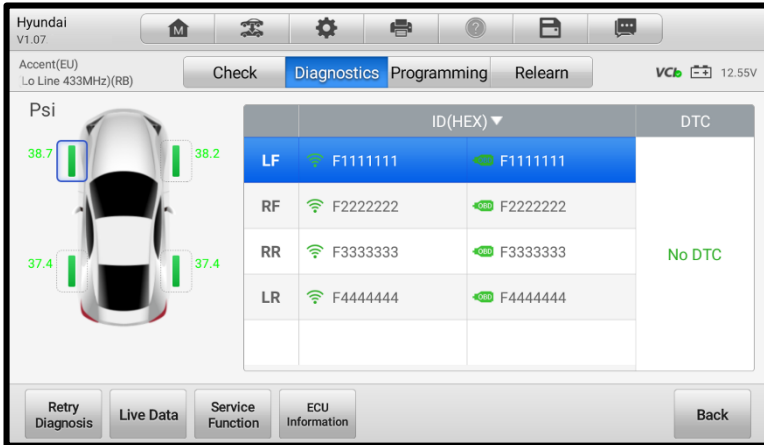 Hyundai
V1.07
M
Accent(EU)
Lo Line 433MHz)(RB)
Check Diagnostics Programming Relearn
VCI 12.55V
Psi
ID(HEX)▼ DTC
38.7 38.2
LF F1111111 OBD F1111111
RF F2222222 OBD F2222222
RR F3333333 OBD F3333333
No DTC
37.4 37.4
LR F4444444 OBD F4444444
Retry Diagnosis
Live Data
Service Function
ECU Information
Back